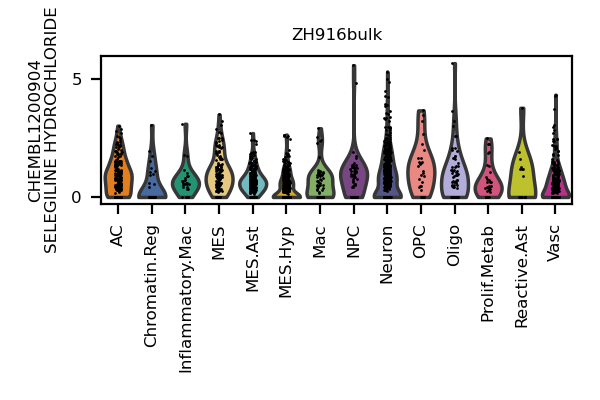 ZH916bulk
CHEMBL1200904
SELEGILINE HYDROCHLORIDE
5
0
AC
Chromatin.Reg
Inflammatory.Mac
MES
MES.Ast
MES.Hyp
Mac
NPC
Neuron
OPC
Oligo
Prolif.Metab
Reactive.Ast
Vasc